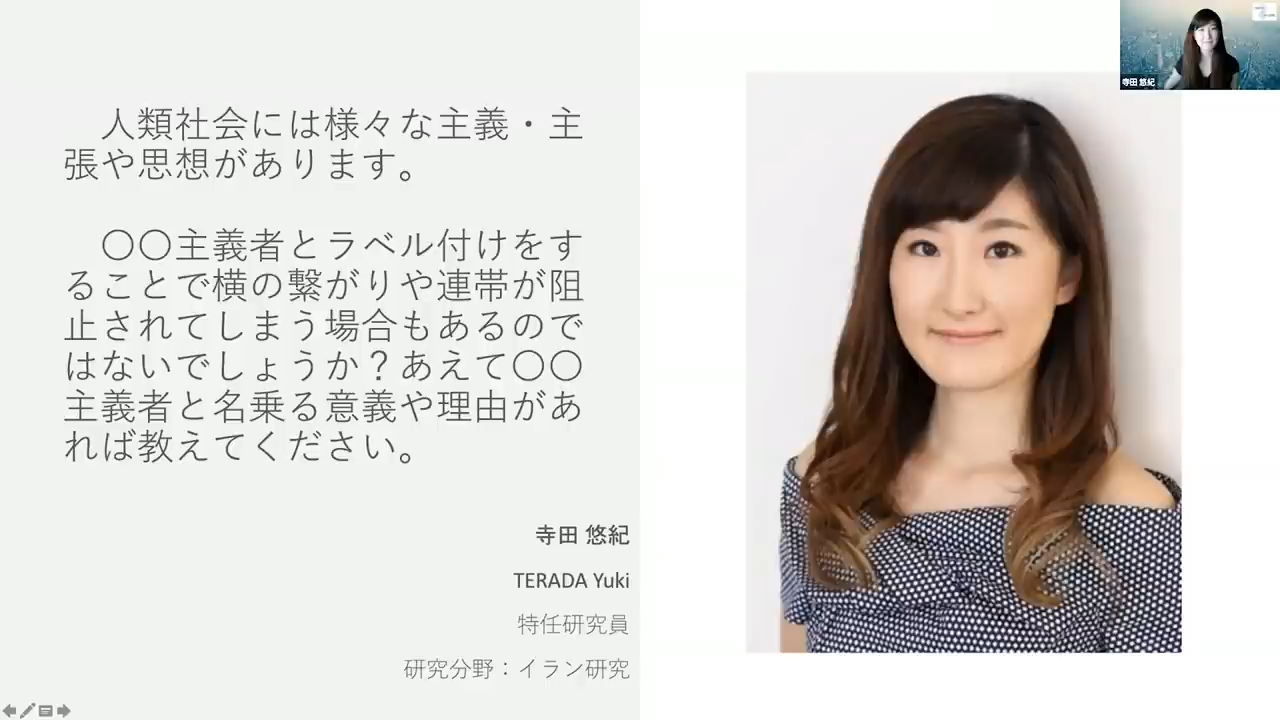 人類社会には様々な主義・主
張や思想があります。
〇〇主義者とラベル付けをす
ることで横の繋がりや連帯が阻
止されてしまう場合もあるので
はないでしょうか？あえて〇〇
主義者と名乗る意義や理由があ
れば教えてください。
寺田 悠紀
TERADA Yuki
特任研究員
研究分野：イラン研究
寺田 悠紀